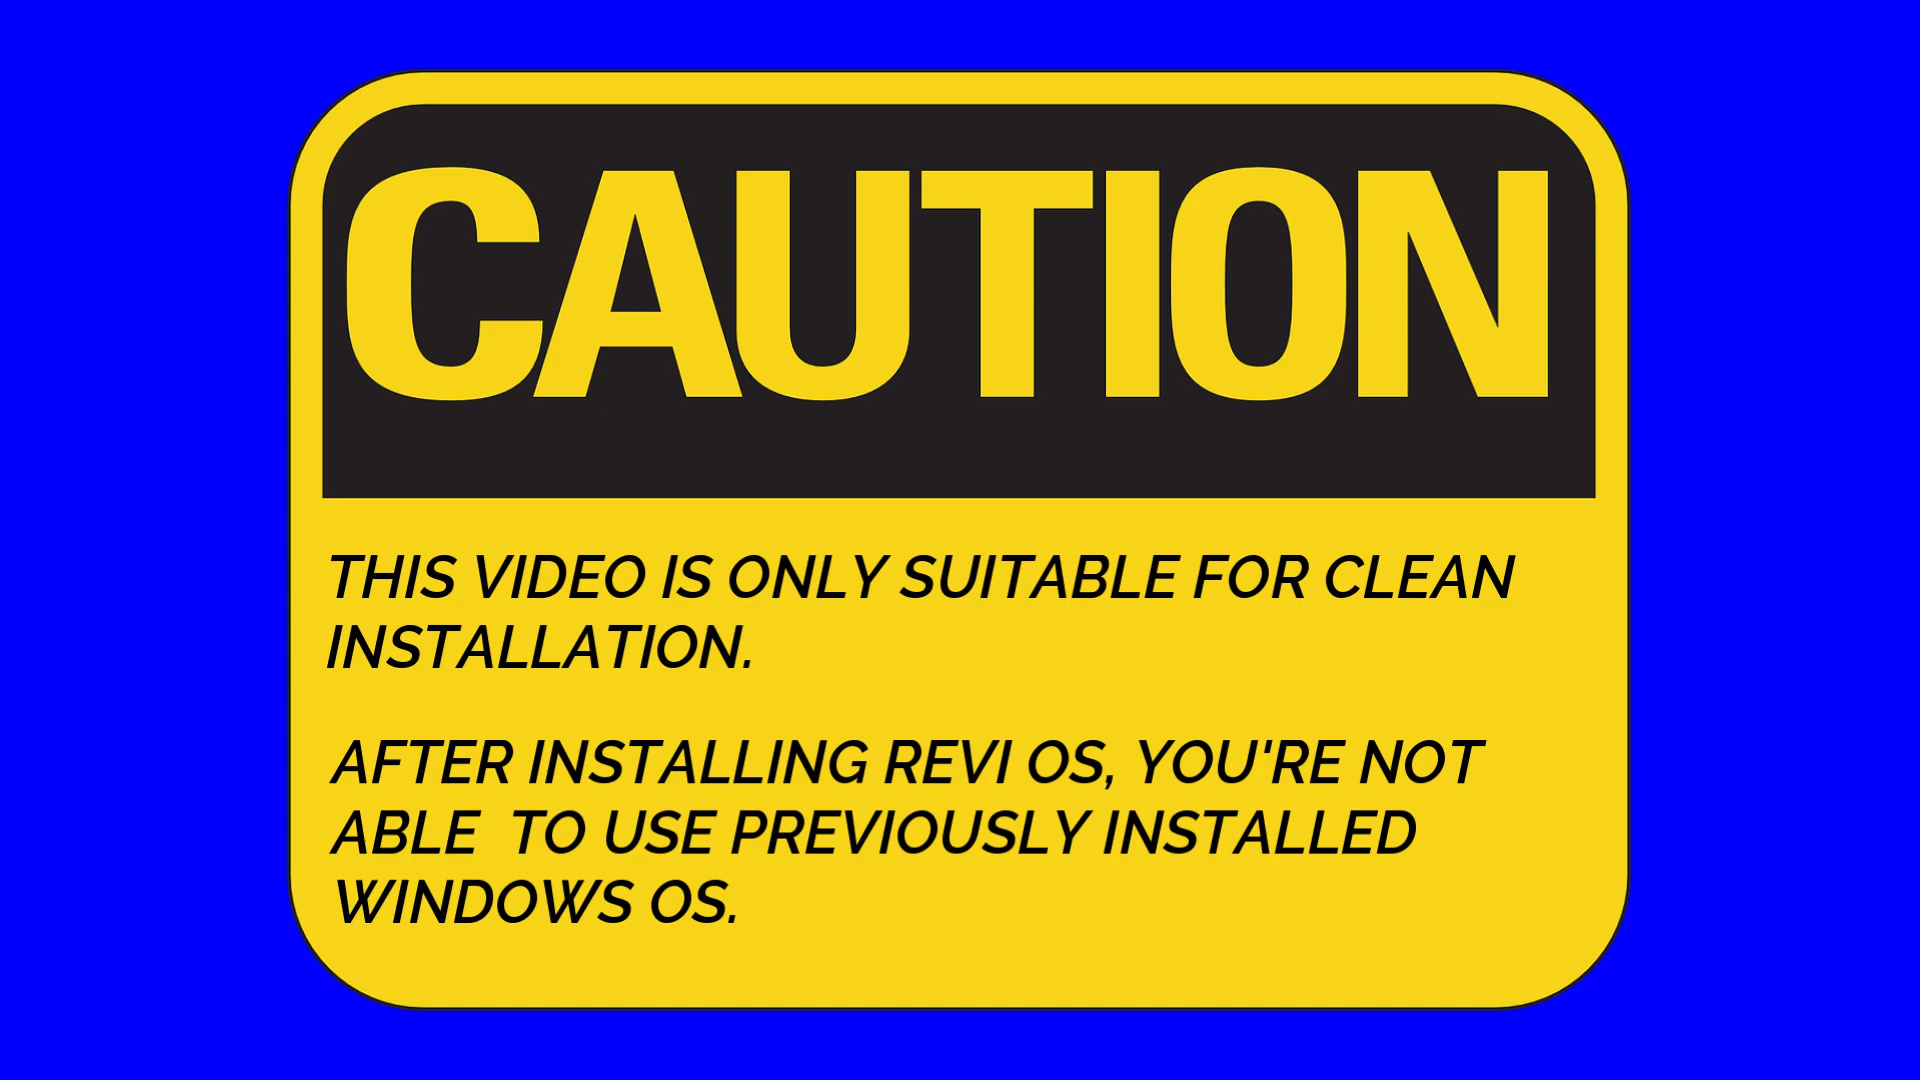 CAUTION
THIS VIDEO IS ONLY SUITABLE FOR CLEAN
INSTALLATION.
AFTER INSTALLING REVI OS, YOU'RE NOT
ABLE  TO USE PREVIOUSLY INSTALLED
WINDOWS OS.